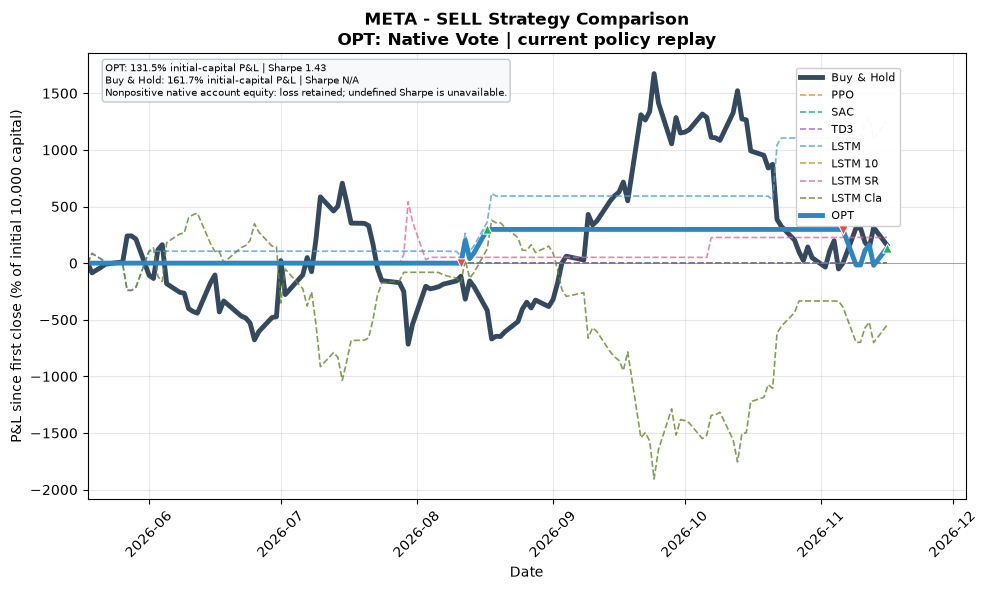 META - SELL Strategy Comparison
OPT: Native Vote | current policy replay
OPT: 131.5% initial-capital P&L | Sharpe 1.43
Buy & Hold: 161.7% initial-capital P&L | Sharpe N/A
Nonpositive native account equity: loss retained; undefined Sharpe is unavailable.
Buy & Hold
PPO
SAC
TD3
LSTM
LSTM 10
LSTM SR
LSTM Cla
OPT
P&L since first close (% of initial 10,000 capital)
1500
1000
500
0
−500
−1000
−1500
−2000
2026-06
2026-07
2026-08
2026-09
2026-10
2026-11
2026-12
Date